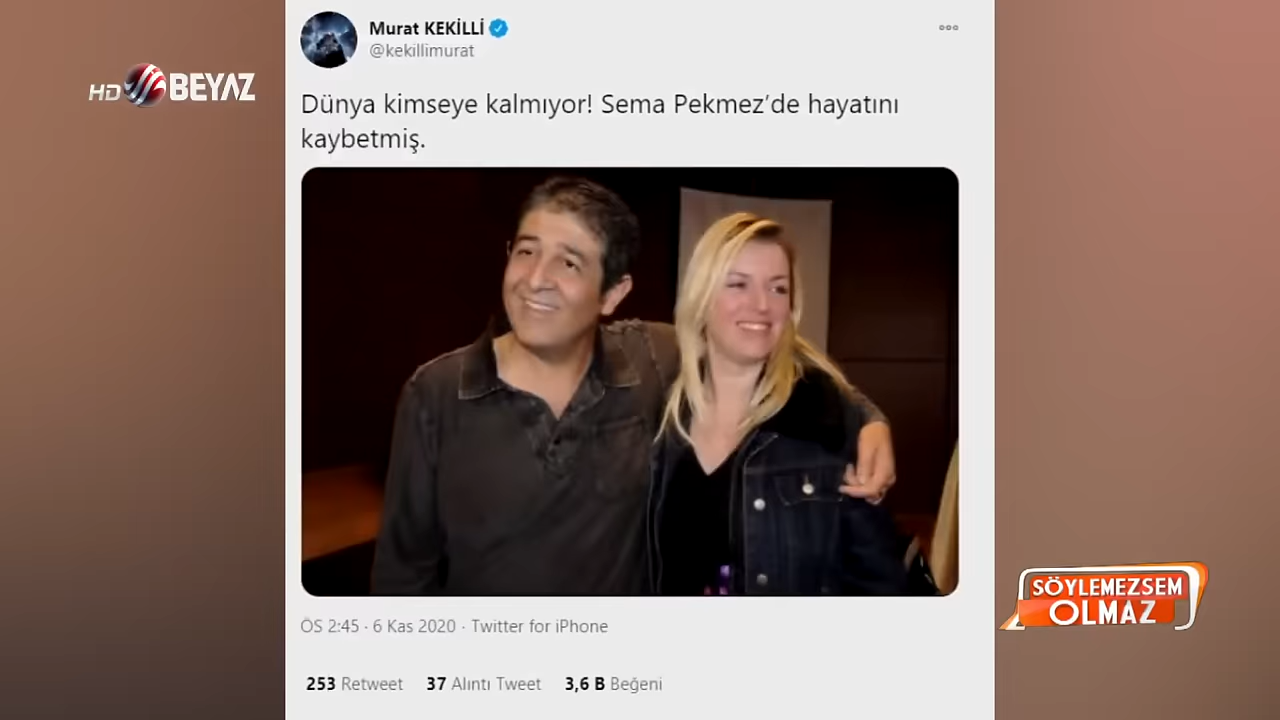 Murat KEKİLLİ
@kekillimurat
HD BEYAZ
Dünya kimseye kalmıyor! Sema Pekmez’de hayatını
kaybetmiş.
SÖYLEMEZSEM
OLMAZ
ÖS 2:45 · 6 Kas 2020 · Twitter for iPhone
253 Retweet 37 Alıntı Tweet 3,6 B Beğeni